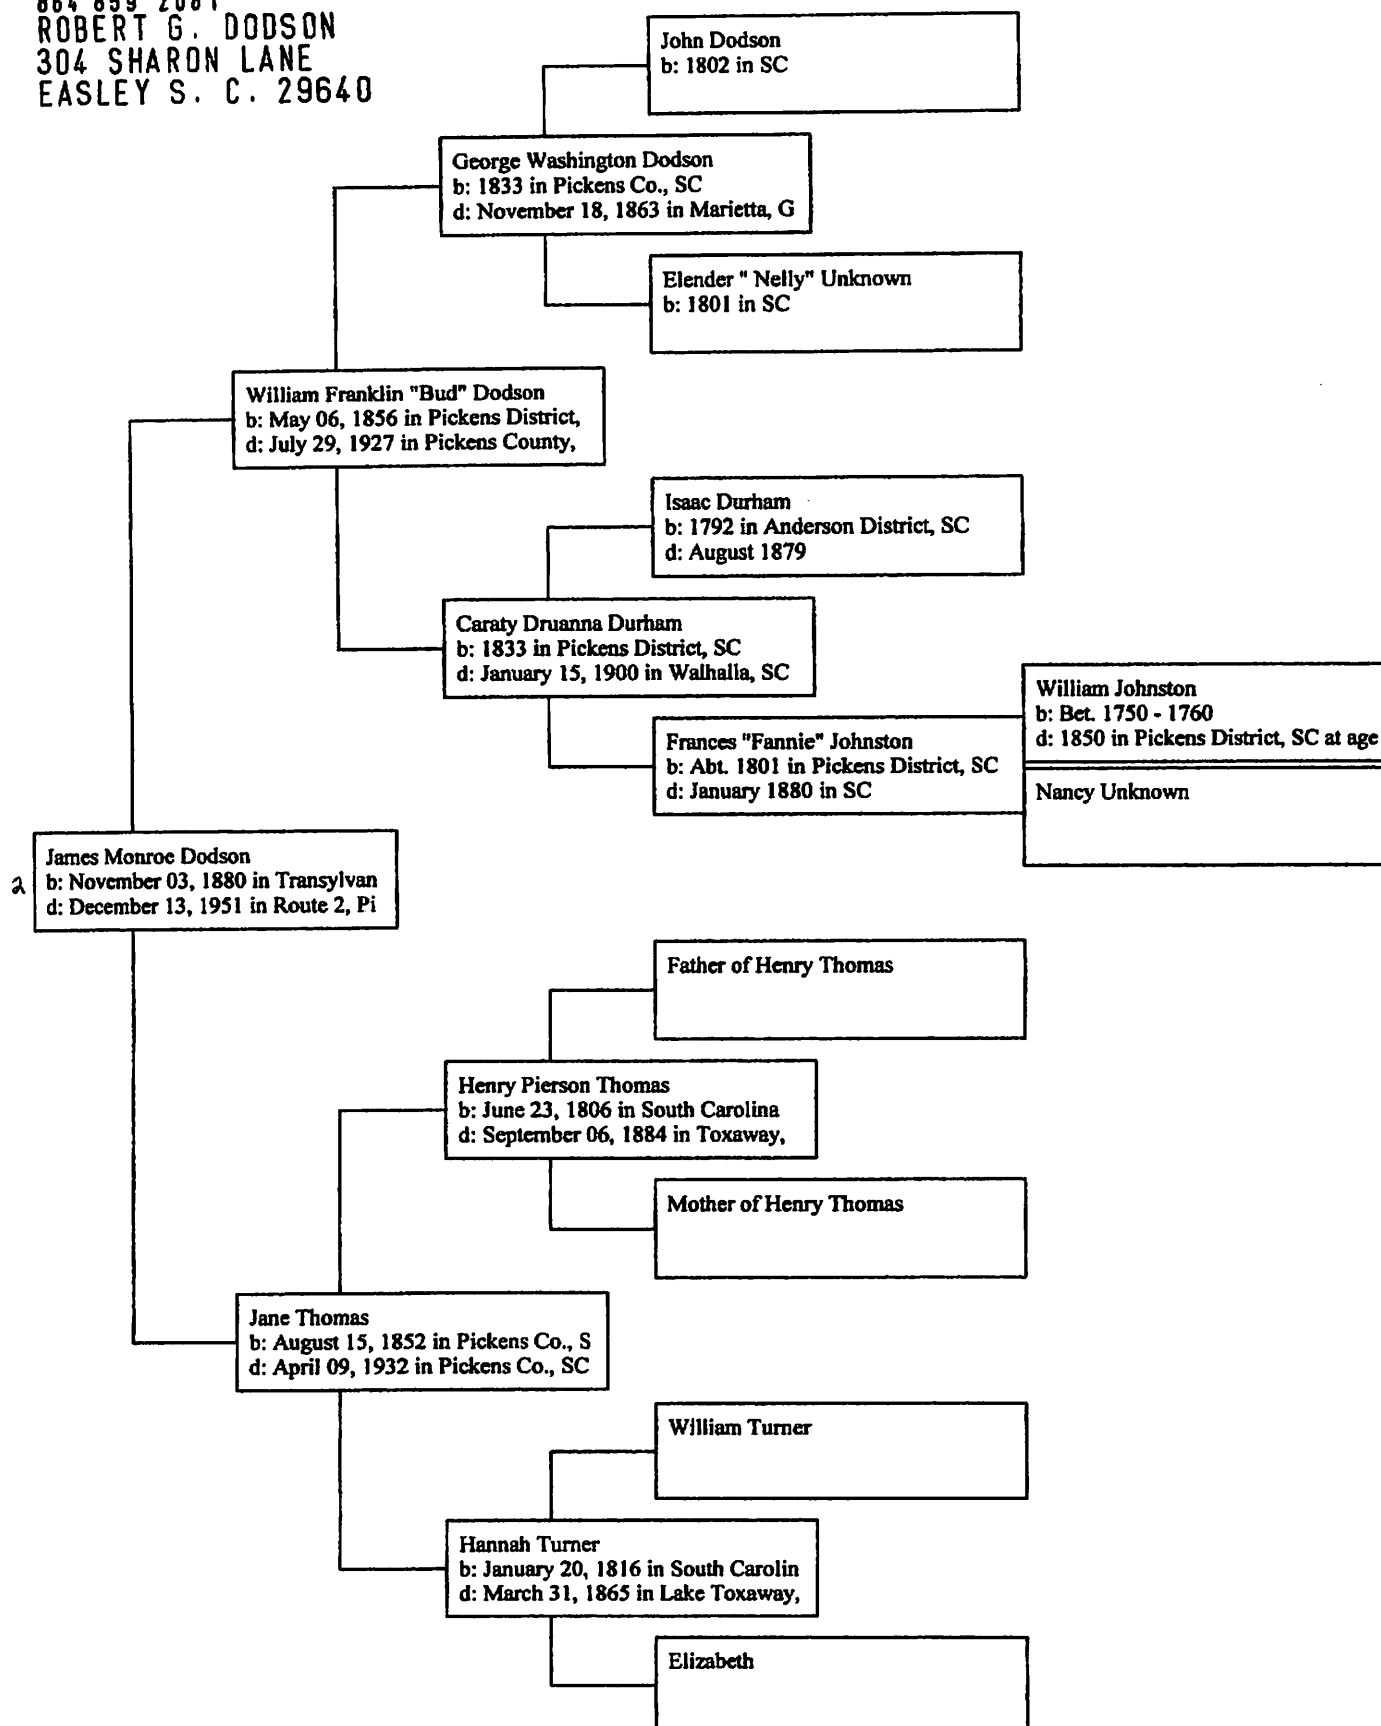 864 859 2081
ROBERT G. DODSON
304 SHARON LANE
EASLEY S. C. 29640
John Dodson
b: 1802 in SC
George Washington Dodson
b: 1833 in Pickens Co., SC
d: November 18, 1863 in Marietta, G
Elender " Nelly" Unknown
b: 1801 in SC
William Franklin "Bud" Dodson
b: May 06, 1856 in Pickens District,
d: July 29, 1927 in Pickens County,
Isaac Durham
b: 1792 in Anderson District, SC
d: August 1879
Caraty Druanna Durham
b: 1833 in Pickens District, SC
d: January 15, 1900 in Walhalla, SC
William Johnston
b: Bet. 1750 - 1760
d: 1850 in Pickens District, SC at age
Frances "Fannie" Johnston
b: Abt. 1801 in Pickens District, SC
d: January 1880 in SC
Nancy Unknown
James Monroe Dodson
2 b: November 03, 1880 in Transylvan
d: December 13, 1951 in Route 2, Pi
Father of Henry Thomas
Henry Pierson Thomas
b: June 23, 1806 in South Carolina
d: September 06, 1884 in Toxaway,
Mother of Henry Thomas
Jane Thomas
b: August 15, 1852 in Pickens Co., S
d: April 09, 1932 in Pickens Co., SC
William Turner
Hannah Turner
b: January 20, 1816 in South Carolin
d: March 31, 1865 in Lake Toxaway,
Elizabeth